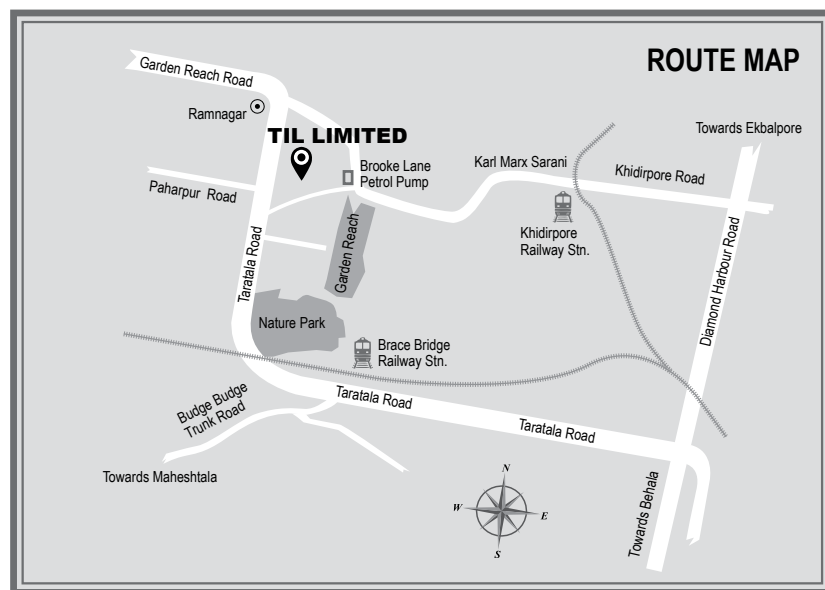 ROUTE MAP
Garden Reach Road
Ramnagar
TIL LIMITED
Towards Ekbalpore
Brooke Lane
Petrol Pump
Karl Marx Sarani
Khidirpore Road
Paharpur Road
Khidirpore
Railway Stn.
Taratala Road
Garden Reach
Diamond Harbour Road
Nature Park
Brace Bridge
Railway Stn.
Budge Budge
Trunk Road
Taratala Road
Taratala Road
Towards Maheshtala
Towards Behala
N
W
E
S